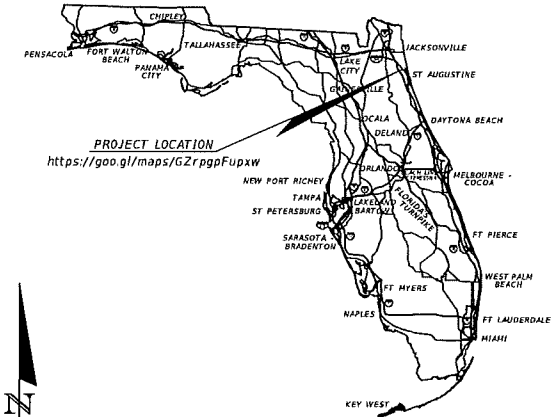 CHIPLEY
PENSACOLA
FORT WALTON
BEACH
PANAMA
CITY
TALLAHASSEE
LAKE
CITY
JACKSONVILLE
ST AUGUSTINE
GAINESVILLE
OCALA
DELAND
DAYTONA BEACH
PROJECT LOCATION
https://goo.gl/maps/GZrpgpFupxw
ORLANDO
MELBOURNE -
COCOA
NEW PORT RICHEY
TAMPA
ST PETERSBURG
LAKELAND
BARTOW
FLORIDA'S
TURNPIKE
SARASOTA -
BRADENTON
FT PIERCE
WEST PALM
BEACH
FT MYERS
NAPLES
FT LAUDERDALE
MIAMI
KEY WEST
N